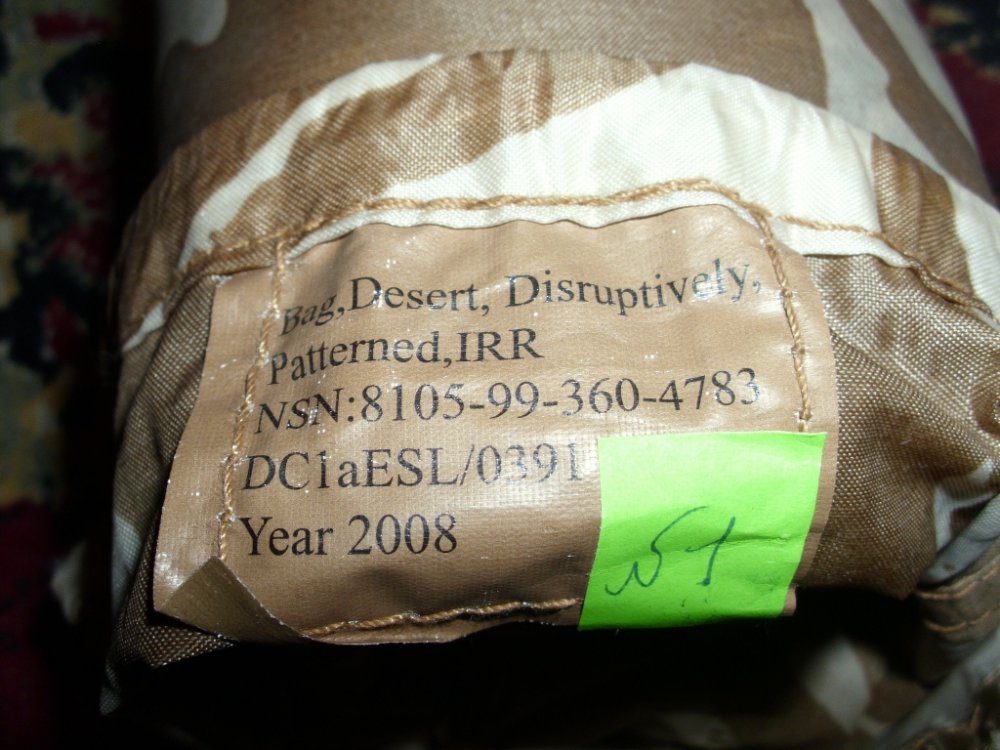 Bag,Desert, Disruptively,
Patterned,IRR
NSN:8105-99-360-4783
DC1aESL/0391
Year 2008